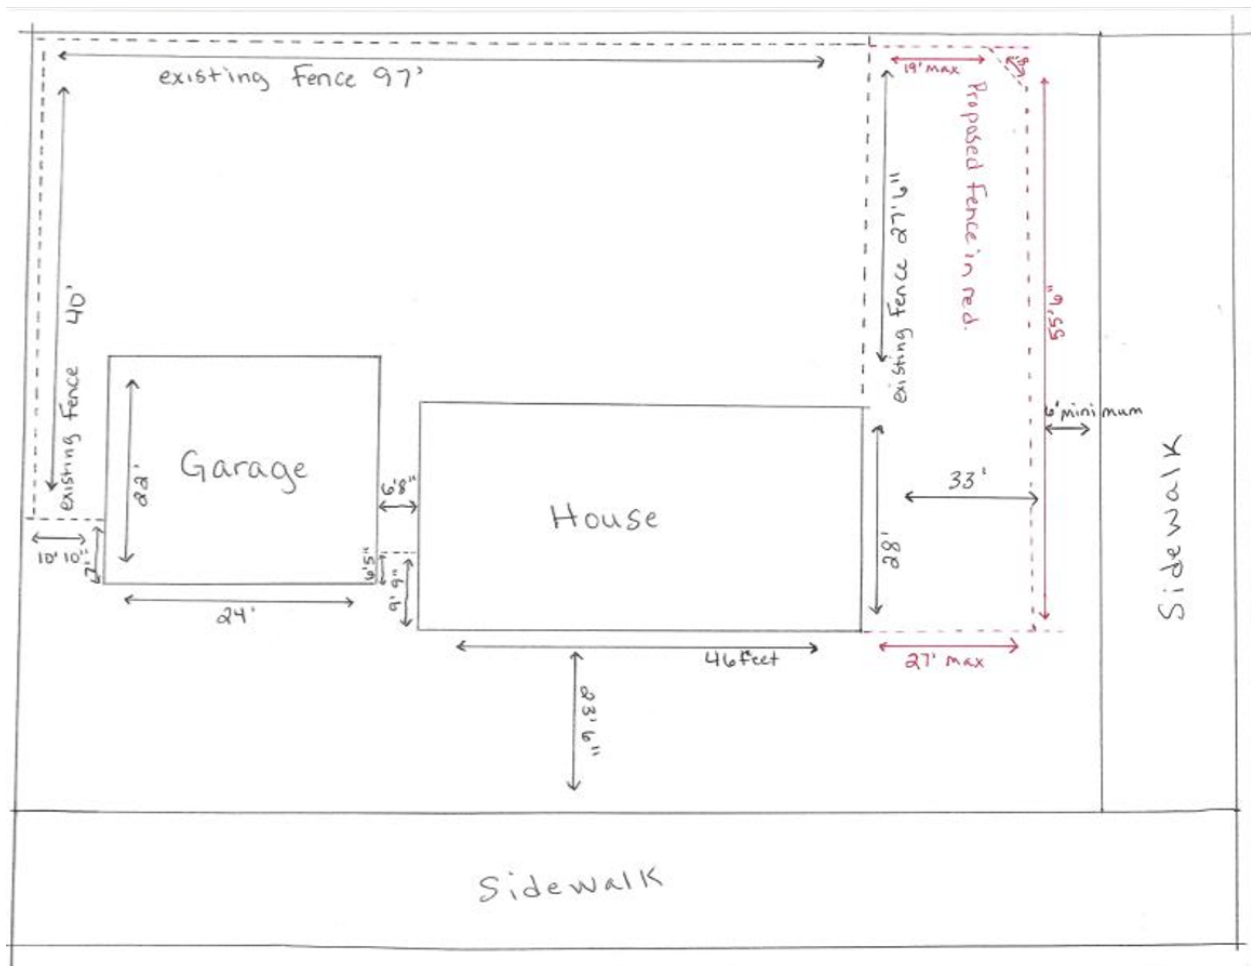 existing Fence 97'
19' max
8'
Proposed Fence in red.
existing Fence 27'6"
existing Fence 40'
55'6"
6' minimum
Garage
22'
6'8"
House
33'
28'
Sidewalk
10'10"
7'
6'5"
9'9"
24'
46 feet
27' max
23'6"
Sidewalk